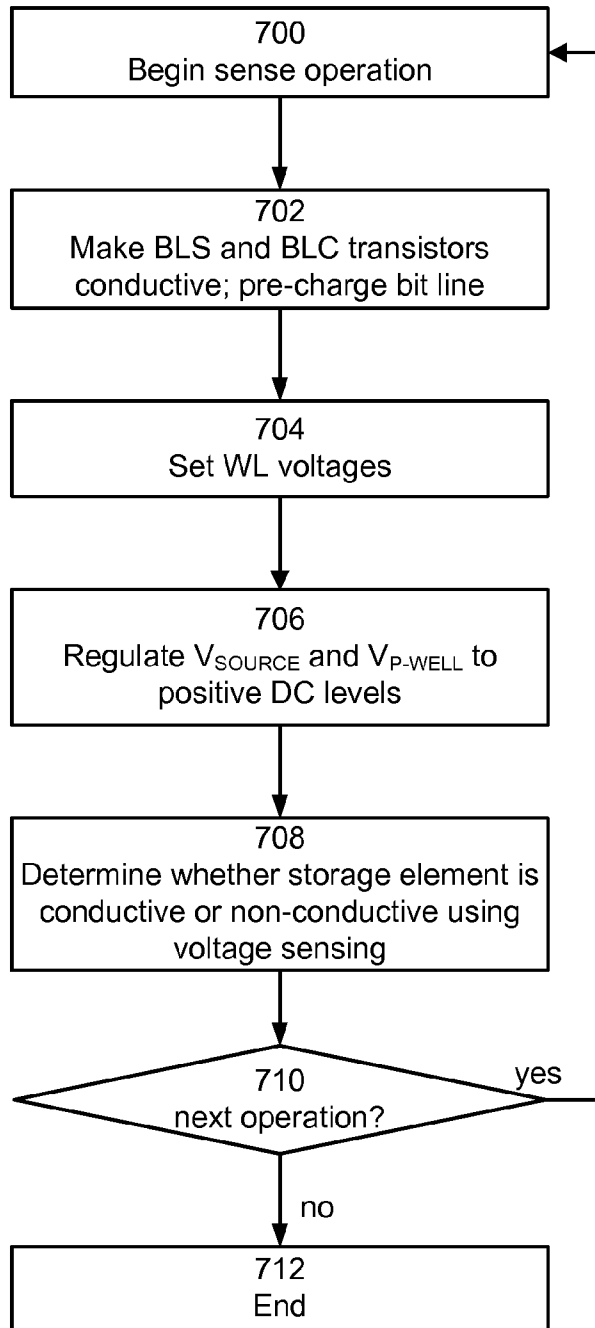 700
Begin sense operation
702
Make BLS and BLC transistors
conductive; pre-charge bit line
704
Set WL voltages
706
Regulate VSOURCE and VP-WELL to
positive DC levels
708
Determine whether storage element is
conductive or non-conductive using
voltage sensing
710
next operation?
yes
no
712
End